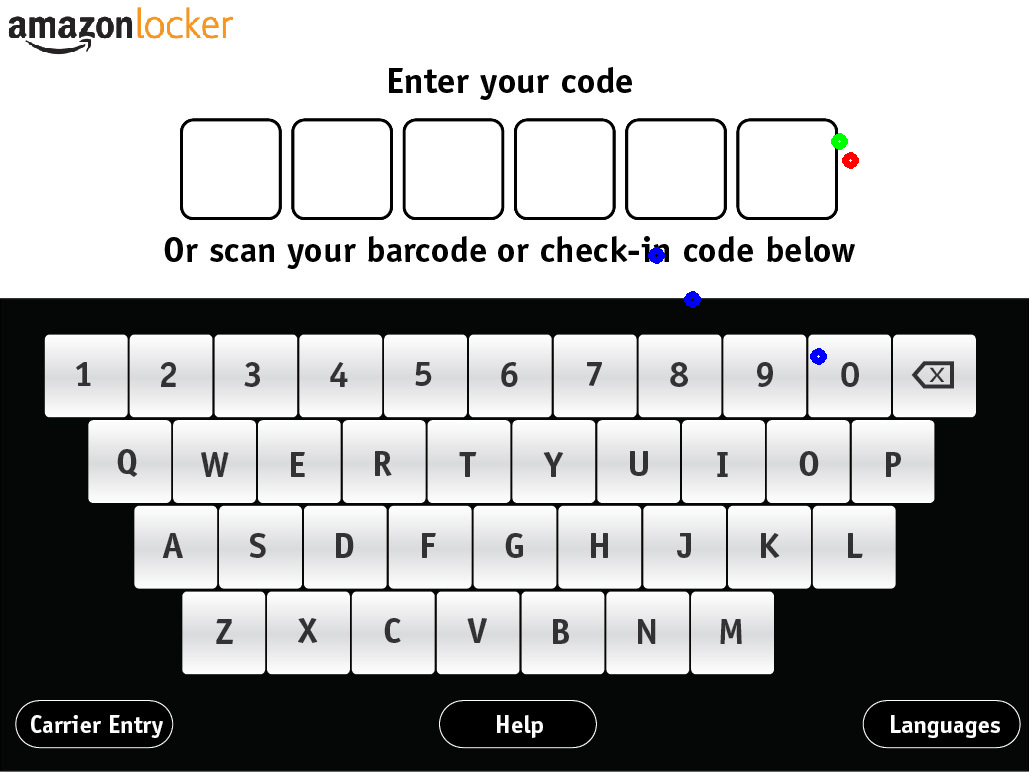 amazonlocker
Enter your code
Or scan your barcode or check-in code below
1 2 3 4 5 6 7 8 9 0 X
Q W E R T Y U I O P
A S D F G H J K L
Z X C V B N M
Carrier Entry Help Languages